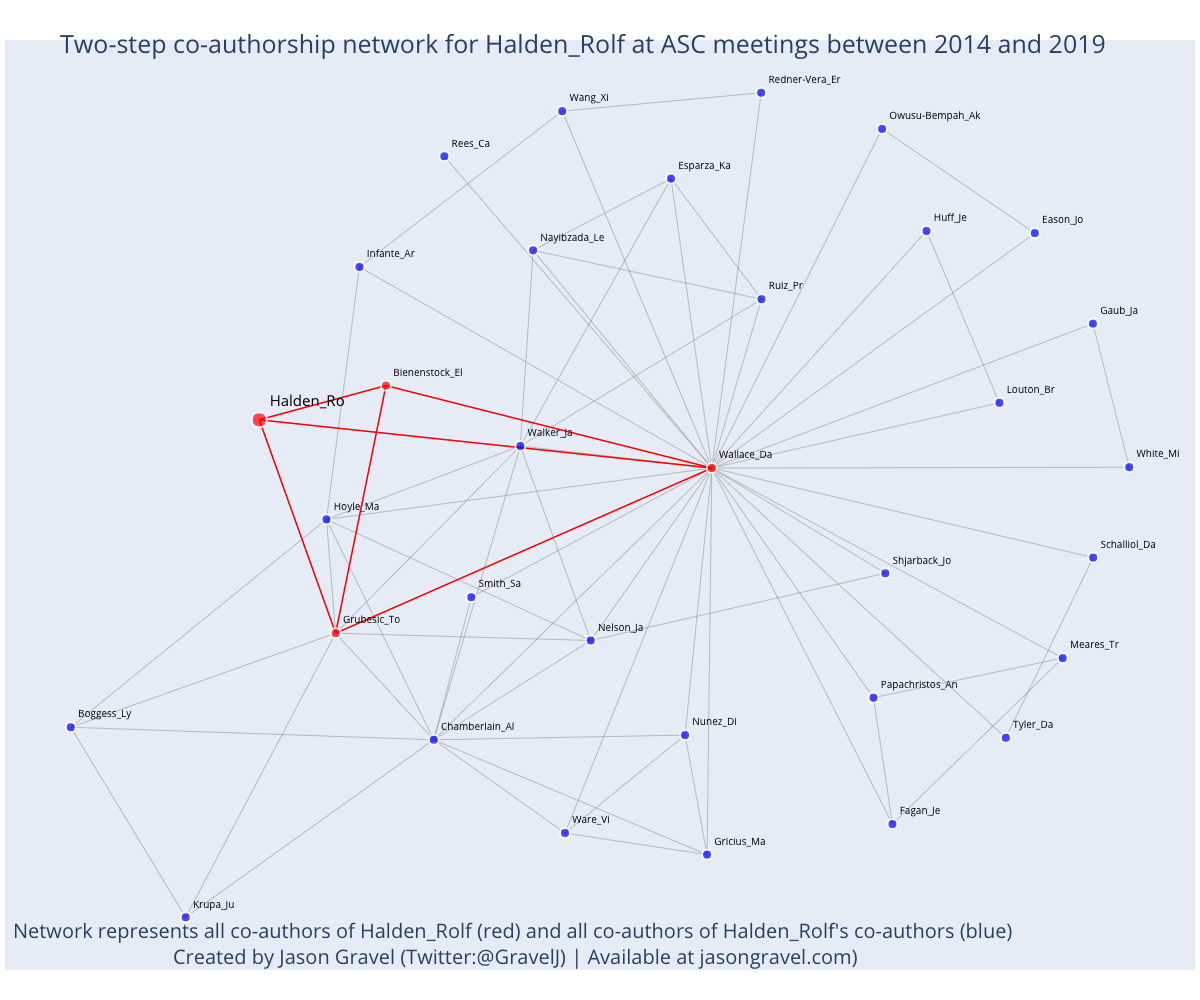 Two-step co-authorship network for Halden_Rolf at ASC meetings between 2014 and 2019
Redner-Vera_Er
Wang_Xi
Owusu-Bempah_Ak
Rees_Ca
Esparza_Ka
Huff_Je
Eason_Jo
Nayibzada_Le
Infante_Ar
Ruiz_Pr
Gaub_Ja
Bienenstock_El
Louton_Br
Halden_Ro
Walker_Ja
Wallace_Da
White_Mi
Hoyle_Ma
Schalliol_Da
Shjarback_Jo
Smith_Sa
Grubesic_To
Nelson_Ja
Meares_Tr
Papachristos_An
Boggess_Ly
Nunez_Di
Tyler_Da
Chamberlain_Al
Fagan_Je
Ware_Vi
Gricius_Ma
Krupa_Ju
Network represents all co-authors of Halden_Rolf (red) and all co-authors of Halden_Rolf's co-authors (blue)
Created by Jason Gravel (Twitter:@GravelJ) | Available at jasongravel.com)